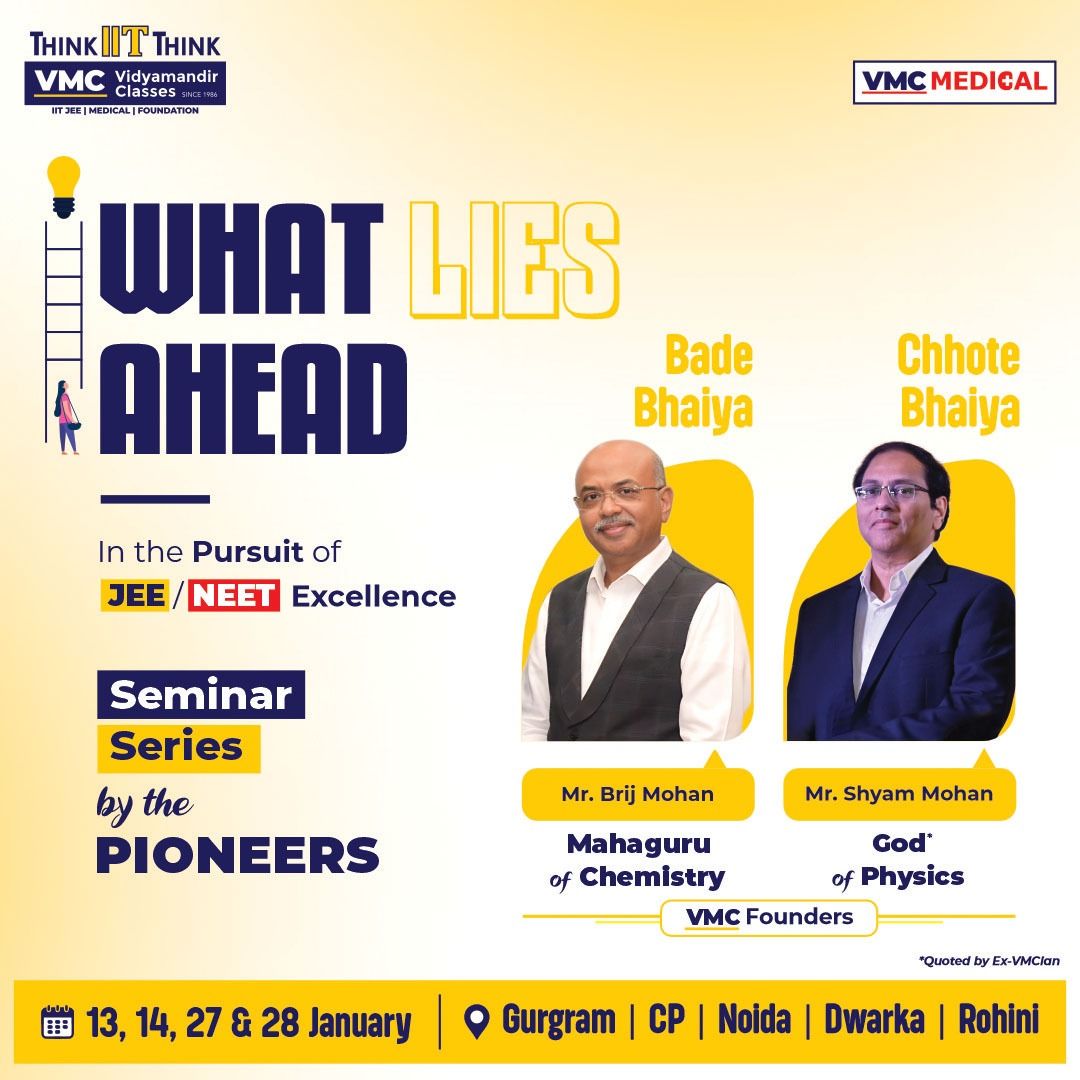 THINK IIT THINK
VMC Vidyamandir
Classes SINCE 1986
IIT JEE | MEDICAL | FOUNDATION
VMC MEDICAL
WHAT LIES
AHEAD
In the Pursuit of
JEE / NEET Excellence
Seminar
Series
by the
PIONEERS
Bade
Bhaiya
Chhote
Bhaiya
Mr. Brij Mohan
Mr. Shyam Mohan
Mahaguru
of Chemistry
God*
of Physics
VMC Founders
*Quoted by Ex-VMCian
13, 14, 27 & 28 January
Gurgram | CP | Noida | Dwarka | Rohini